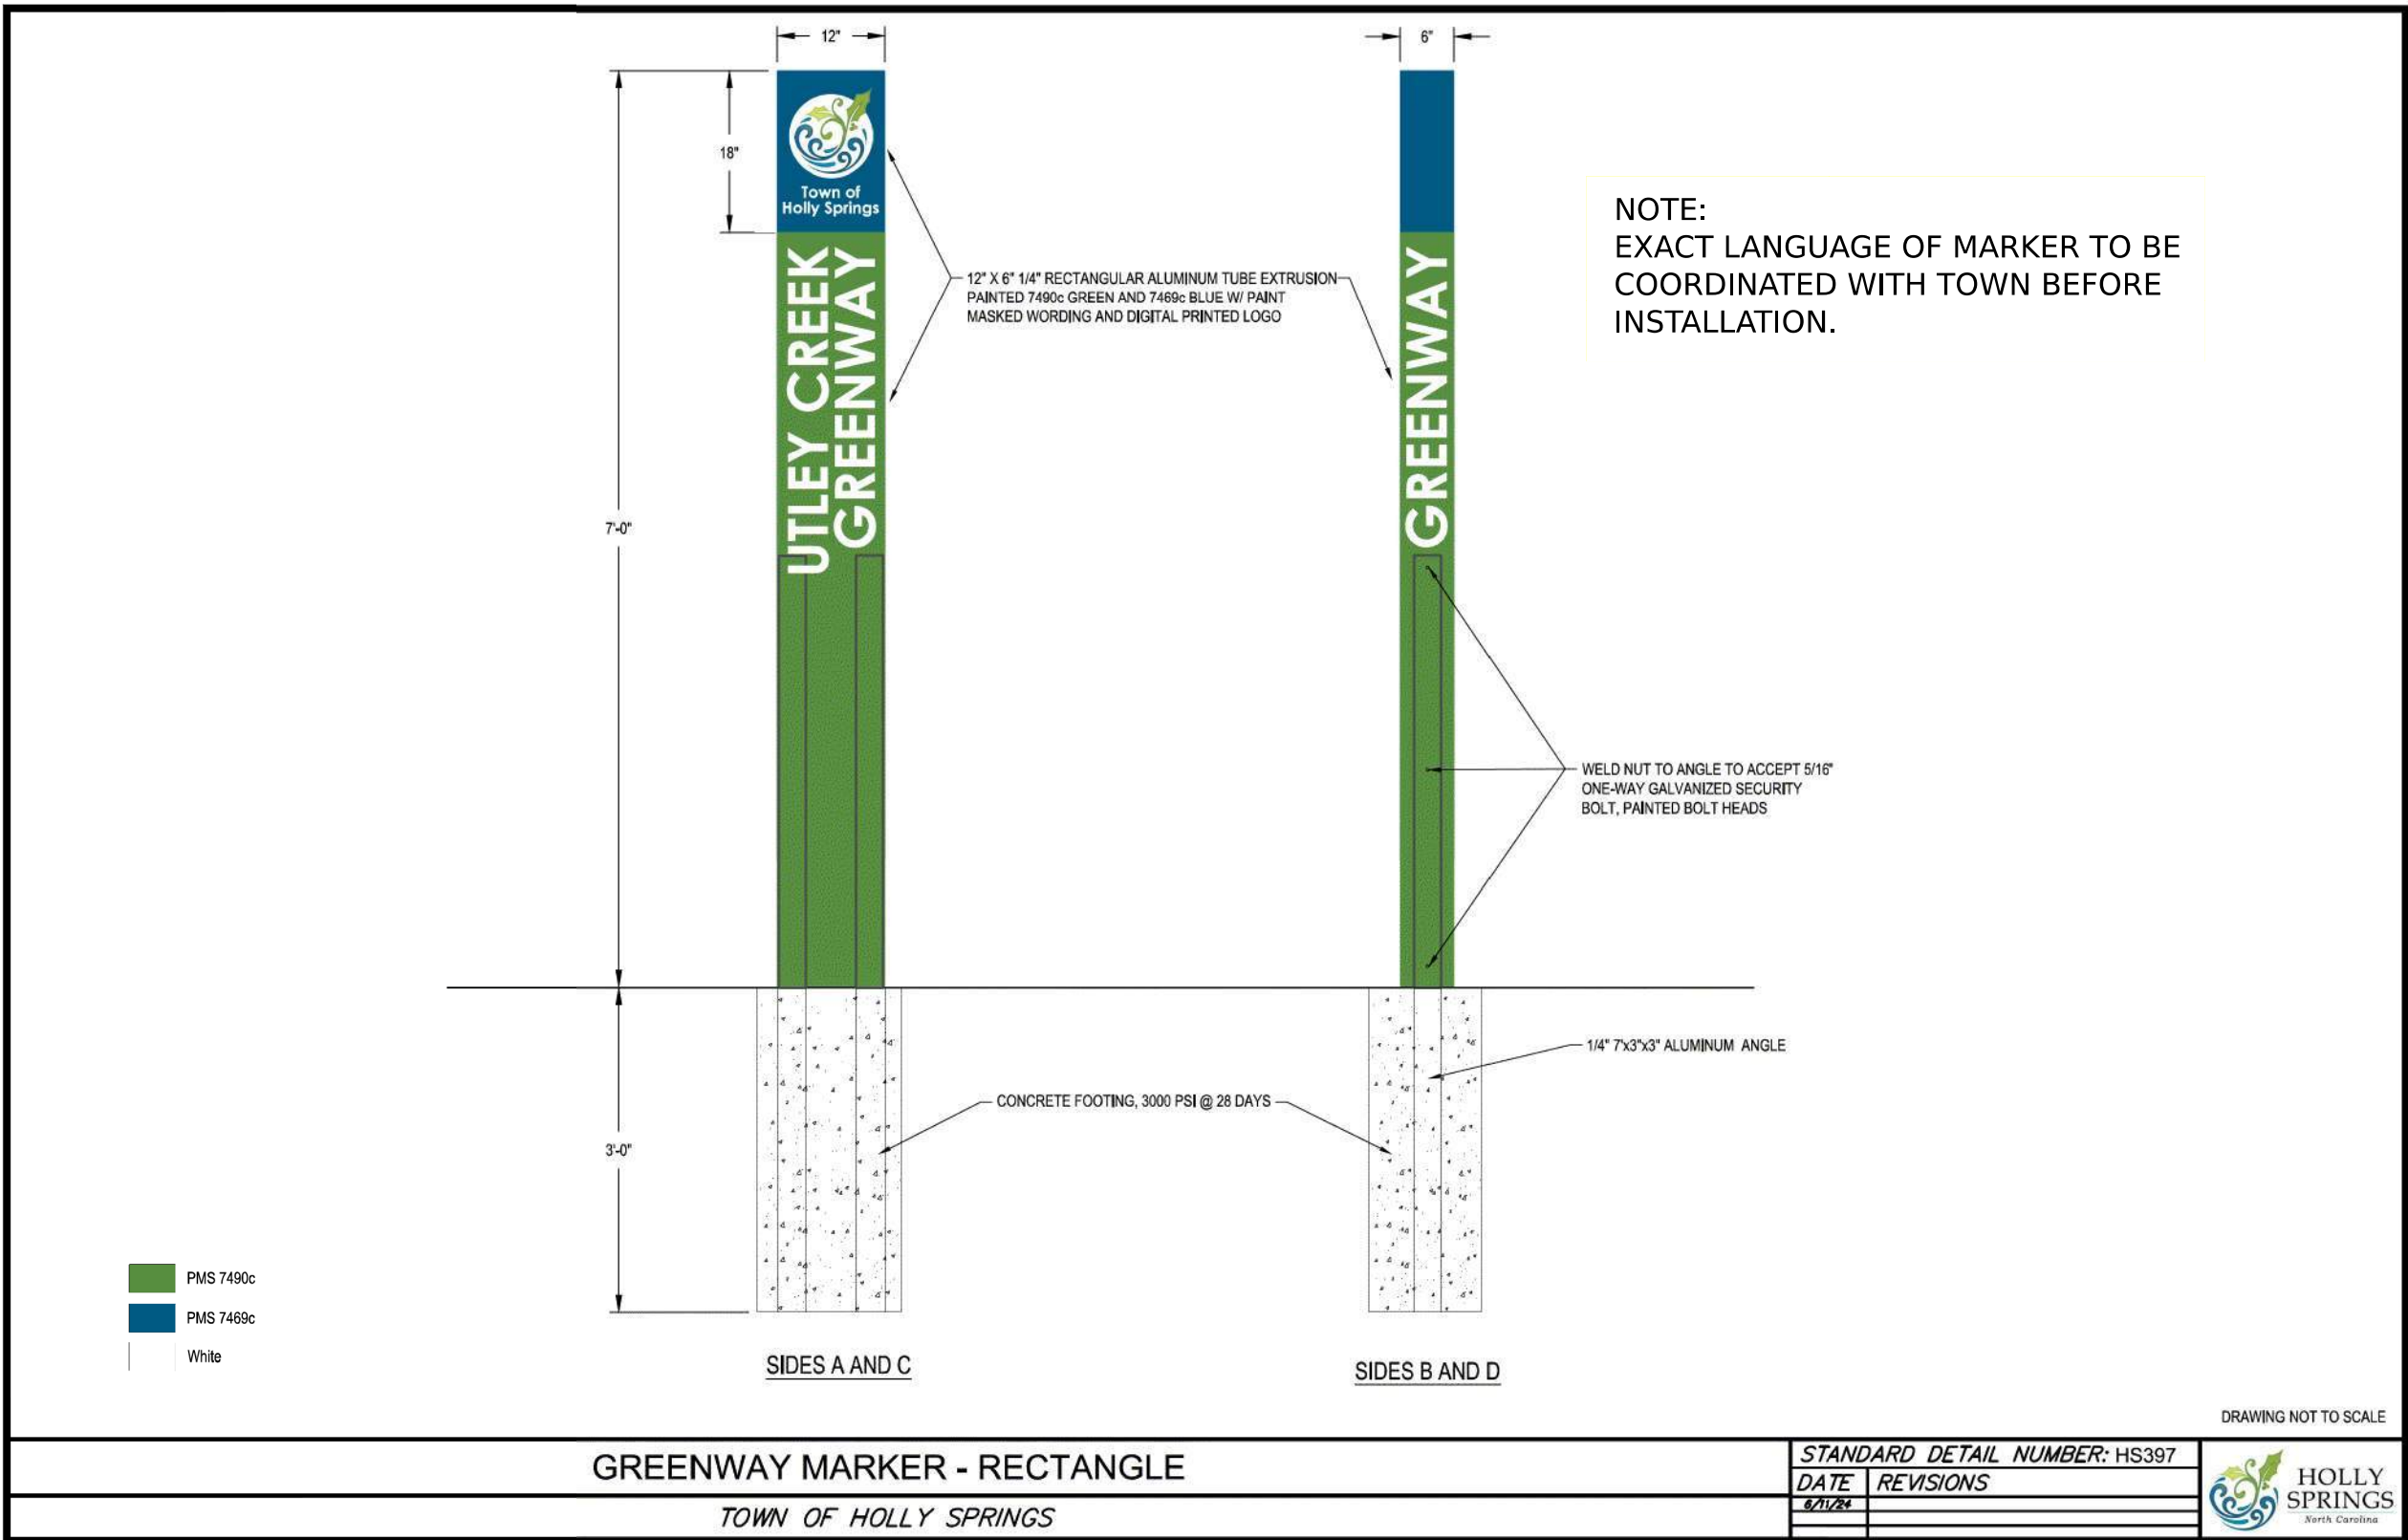 12"
6"
18"
Town of
Holly Springs
UTLEY CREEK
GREENWAY
GREENWAY
12" X 6" 1/4" RECTANGULAR ALUMINUM TUBE EXTRUSION
PAINTED 7490c GREEN AND 7469c BLUE W/ PAINT
MASKED WORDING AND DIGITAL PRINTED LOGO
NOTE:
EXACT LANGUAGE OF MARKER TO BE
COORDINATED WITH TOWN BEFORE
INSTALLATION.
7'-0"
WELD NUT TO ANGLE TO ACCEPT 5/16"
ONE-WAY GALVANIZED SECURITY
BOLT, PAINTED BOLT HEADS
1/4" 7'x3"x3" ALUMINUM ANGLE
CONCRETE FOOTING, 3000 PSI @ 28 DAYS
3'-0"
PMS 7490c
PMS 7469c
White
SIDES A AND C
SIDES B AND D
DRAWING NOT TO SCALE
GREENWAY MARKER - RECTANGLE
TOWN OF HOLLY SPRINGS
STANDARD DETAIL NUMBER: HS397
DATE REVISIONS
6/11/24
HOLLY
SPRINGS
North Carolina